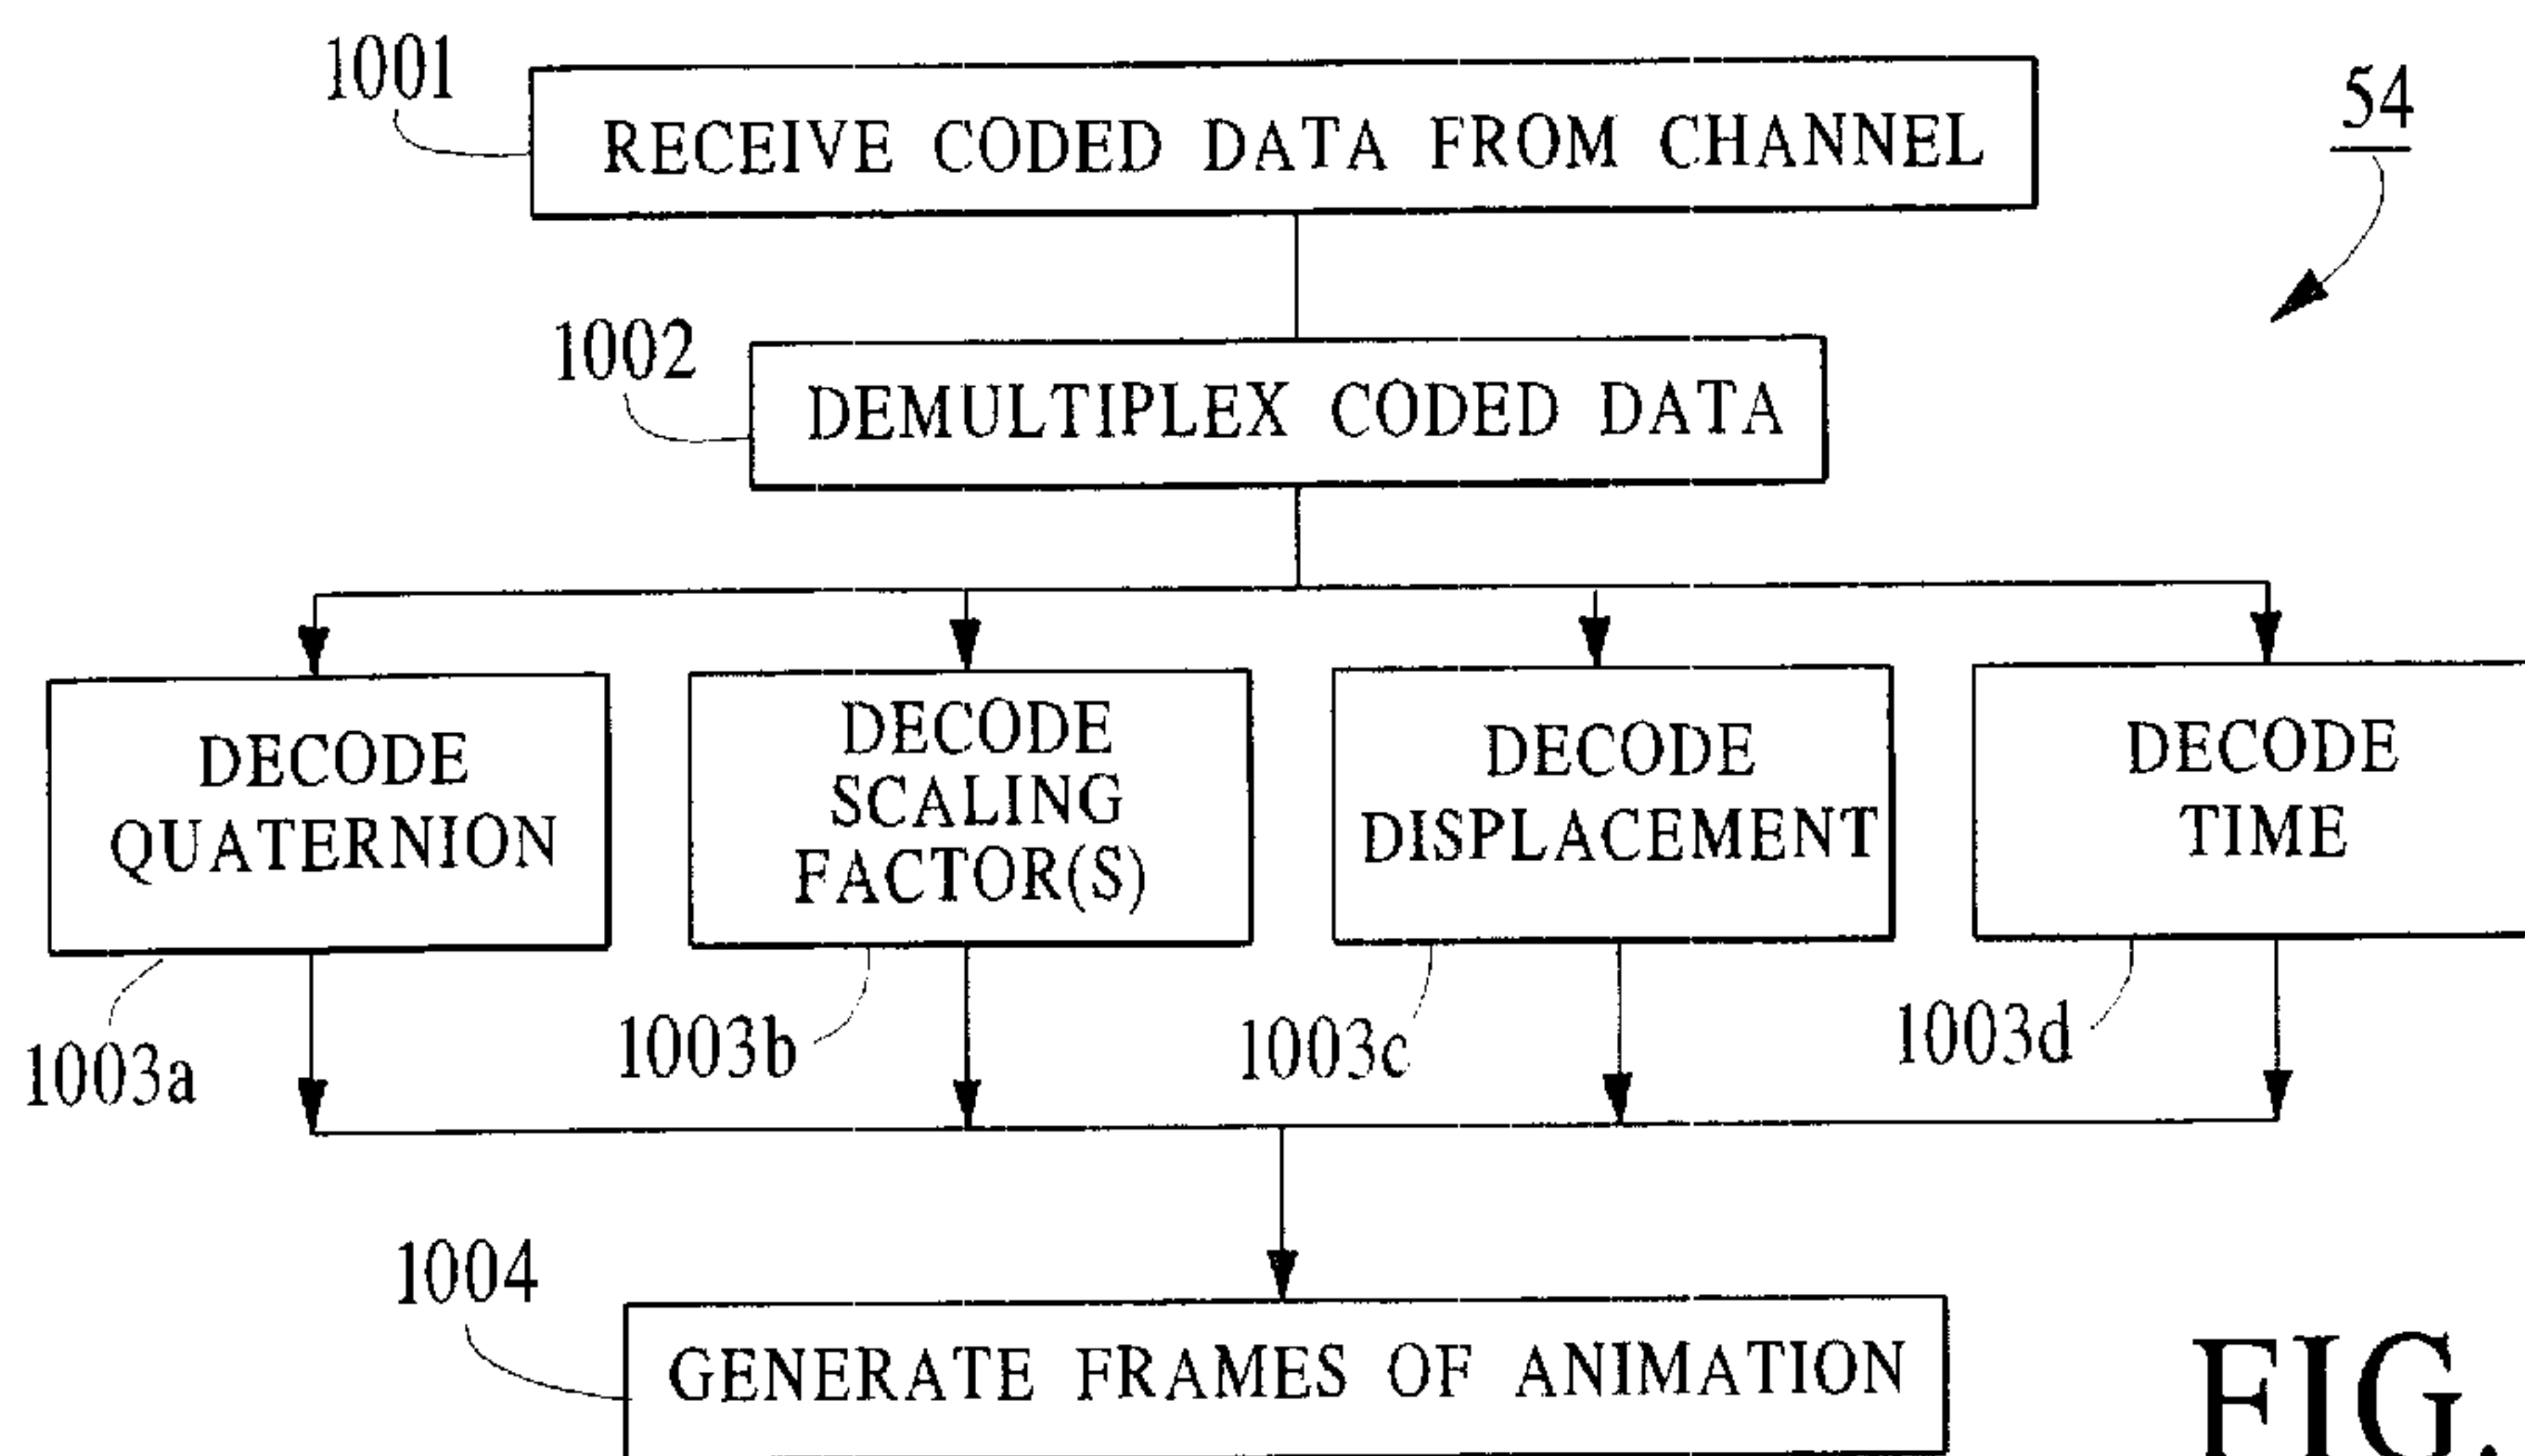 1001
RECEIVE CODED DATA FROM CHANNEL
54
1002
DEMULTIPLEX CODED DATA
DECODE
QUATERNION
DECODE
SCALING
FACTOR(S)
DECODE
DISPLACEMENT
DECODE
TIME
1003a
1003b
1003c
1003d
1004
GENERATE FRAMES OF ANIMATION
FIG.